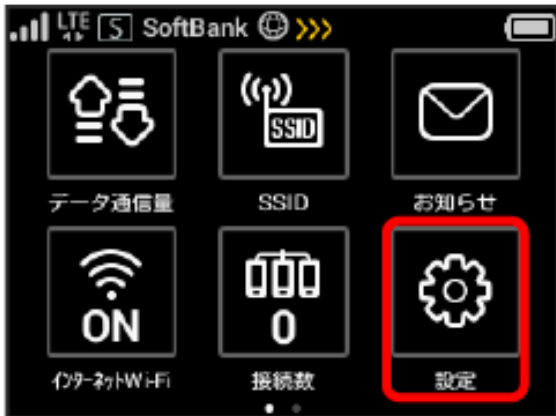 LTE S SoftBank
SSID
データ通信量 SSID お知らせ
ON 0
インターネットWi-Fi 接続数 設定